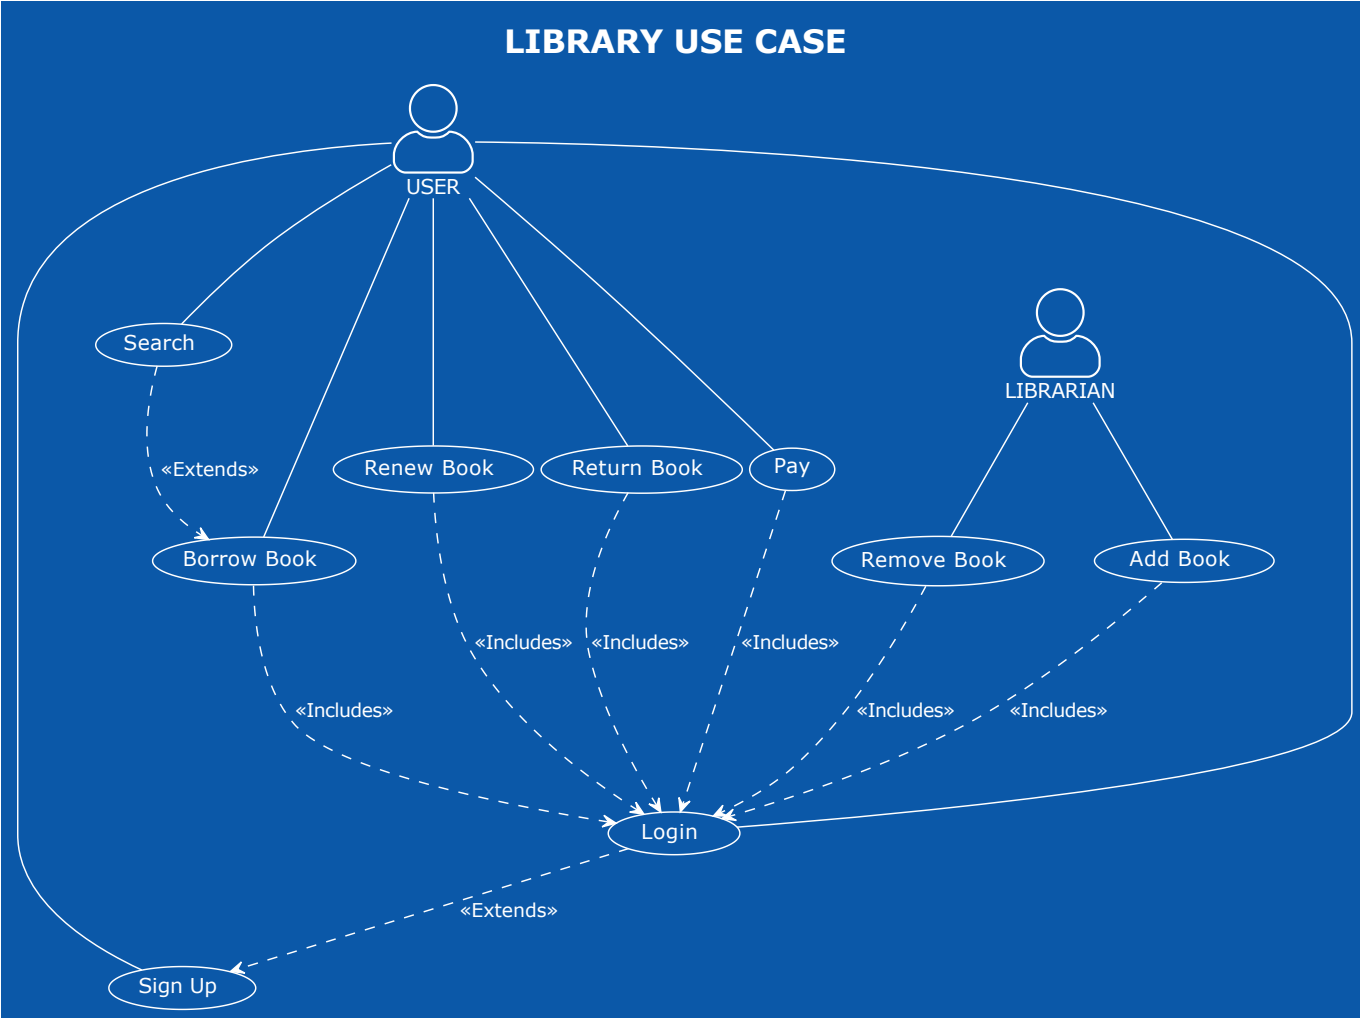 LIBRARY USE CASE
USER
Search
LIBRARIAN
«Extends»
Renew Book
Return Book
Pay
Borrow Book
Remove Book
Add Book
«Includes»
«Includes»
«Includes»
«Includes»
«Includes»
«Includes»
Login
«Extends»
Sign Up